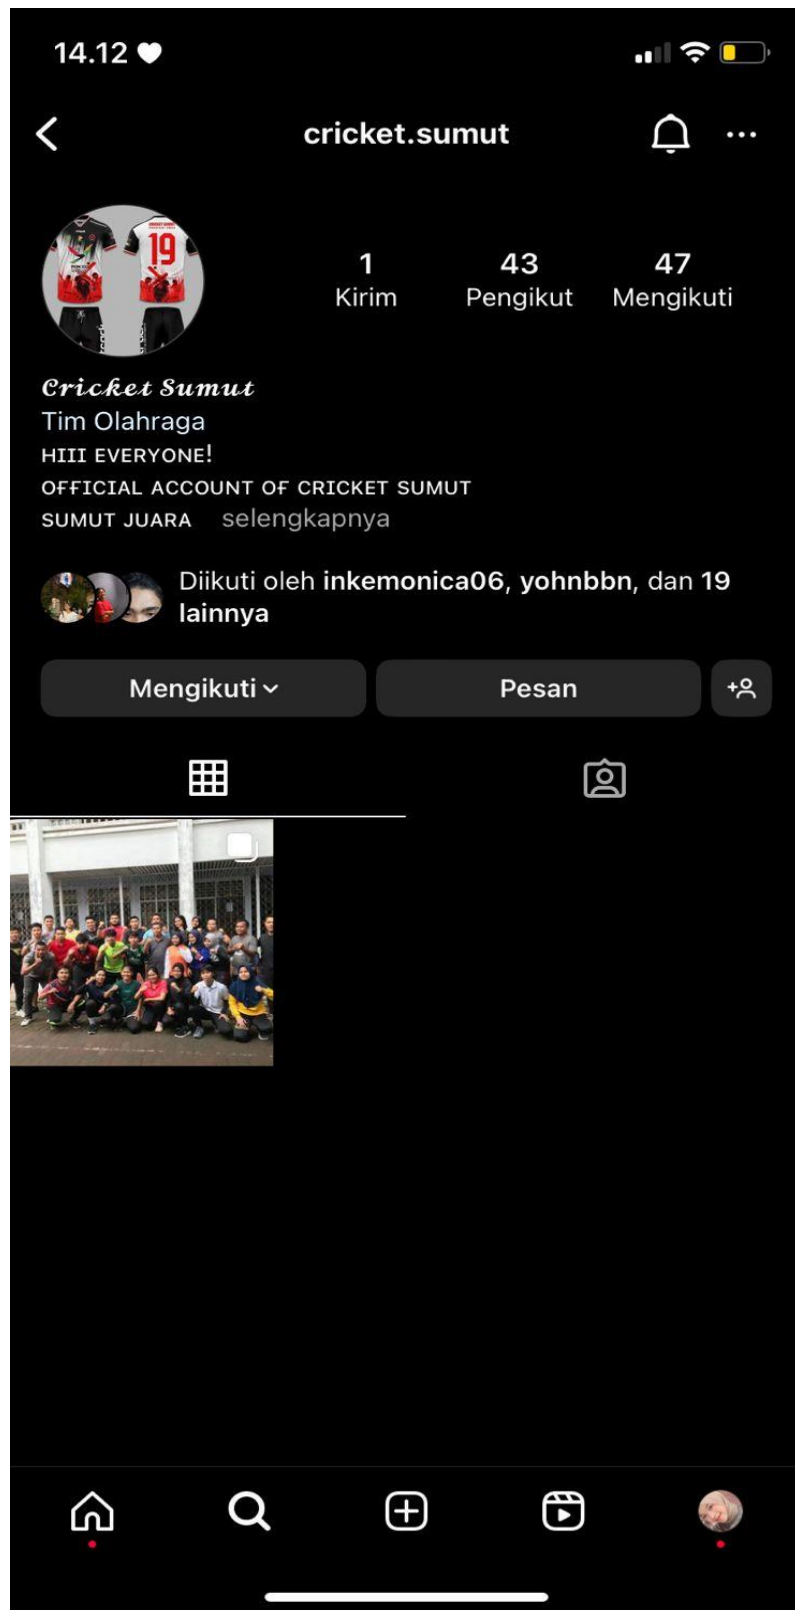 14.12
cricket.sumut
19
1 43 47
Kirim Pengikut Mengikuti
Cricket Sumut
Tim Olahraga
HIII EVERYONE!
OFFICIAL ACCOUNT OF CRICKET SUMUT
SUMUT JUARA selengkapnya
Diikuti oleh inkemonica06, yohnbbn, dan 19
lainnya
Mengikuti
Pesan